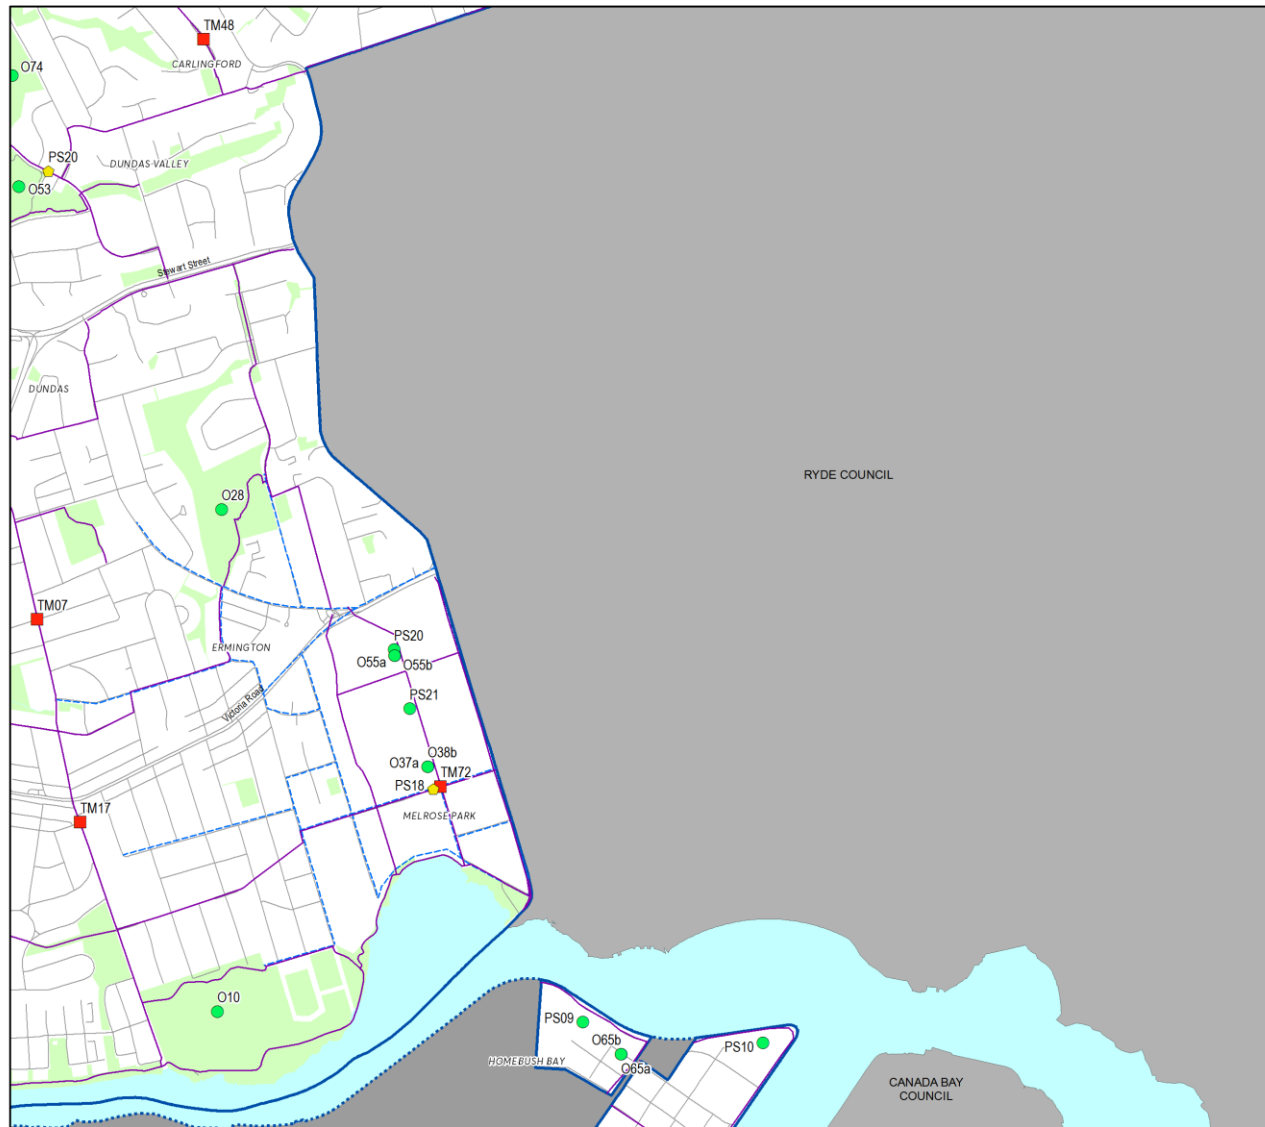 TM48
CARLINGFORD
O74
PS20
DUNDAS VALLEY
O53
Stewart Street
DUNDAS
RYDE COUNCIL
O28
TM07
ERMINGTON
PS20
O55a
O55b
Victoria Road
PS21
O38b
O37a
TM72
PS18
MELROSE PARK
TM17
O10
PS09
O65b
PS10
HOMEBUSH BAY
O65a
CANADA BAY
COUNCIL